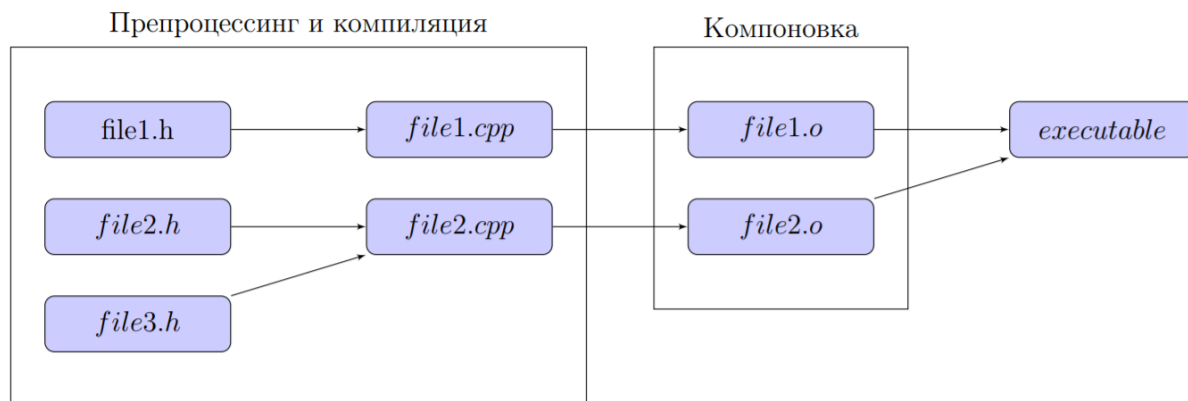 Препроцессинг и компиляция
Компоновка
file1.h
file1.cpp
file1.o
executable
file2.h
file2.cpp
file2.o
file3.h